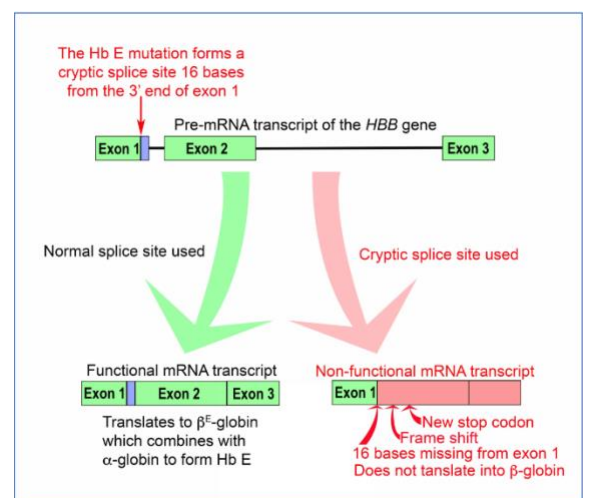 The Hb E mutation forms a
cryptic splice site 16 bases
from the 3' end of exon 1
Pre-mRNA transcript of the HBB gene
Exon 1
Exon 2
Exon 3
Normal splice site used
Cryptic splice site used
Functional mRNA transcript
Exon 1
Exon 2
Exon 3
Translates to βᴱ-globin
which combines with
α-globin to form Hb E
Non-functional mRNA transcript
Exon 1
New stop codon
Frame shift
16 bases missing from exon 1
Does not tanslate into β-globin